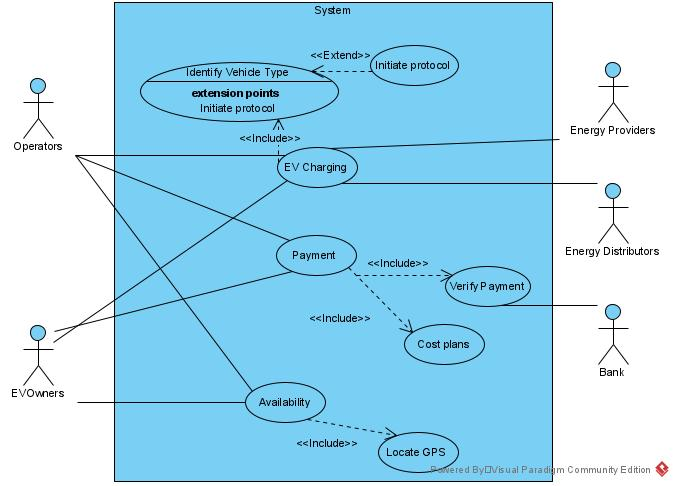 System
<<Extend>>
Initiate protocol
Identify Vehicle Type
extension points
Initiate protocol
Operators
Energy Providers
<<Include>>
EV Charging
Energy Distributors
Payment
<<Include>>
Verify Payment
<<Include>>
Cost plans
EVOwners
Bank
Availability
<<Include>>
Locate GPS
Powered By Visual Paradigm Community Edition